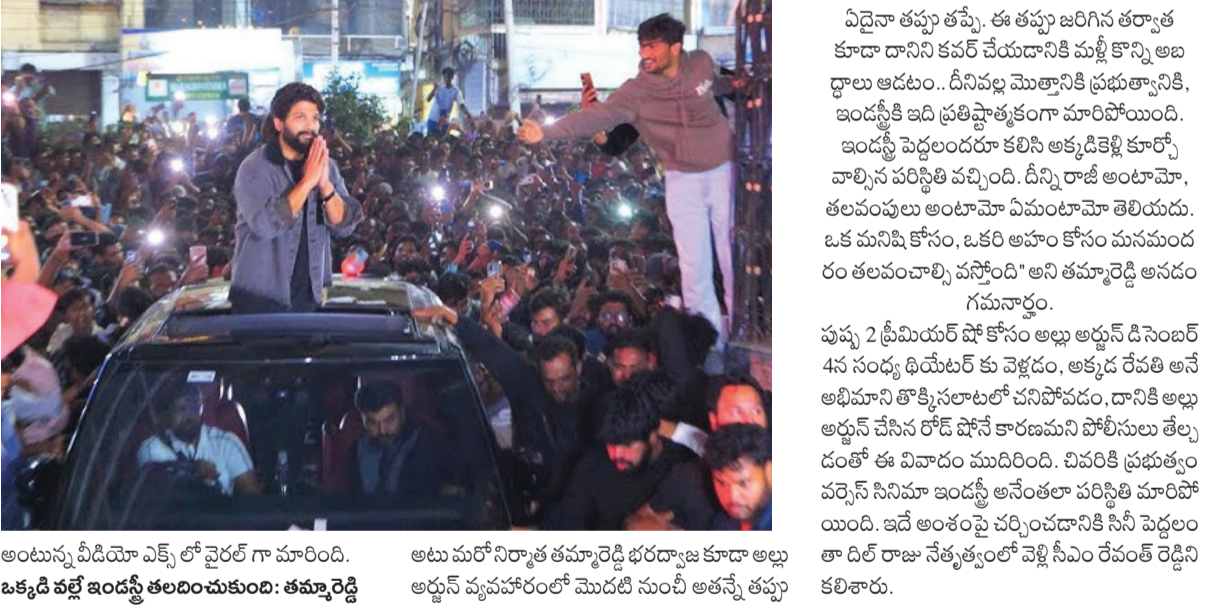 అంటున్న వీడియో ఎక్స్ లో వైరల్ గా మారింది.
ఒక్కడి వల్లే ఇండస్ట్రీ తలదించుకుంది: తమ్మారెడ్డి
అటు మరో నిర్మాత తమ్మారెడ్డి భరద్వాజ కూడా అల్లు
అర్జున్ వ్యవహారంలో మొదటి నుంచీ అతన్నే తప్పు
ఏదైనా తప్పు తప్పే. ఈ తప్పు జరిగిన తర్వాత
కూడా దానిని కవర్ చేయడానికి మళ్లీ కొన్ని అబ
ద్ధాలు ఆడటం.. దీనివల్ల మొత్తానికి ప్రభుత్వానికి,
ఇండస్ట్రీకి ఇది ప్రతిష్టాత్మకంగా మారిపోయింది.
ఇండస్ట్రీ పెద్దలందరూ కలిసి అక్కడికెళ్లి కూర్చో
వాల్సిన పరిస్థితి వచ్చింది. దీన్ని రాజీ అంటామో,
తలవంపులు అంటామో ఏమంటామో తెలియదు.
ఒక మనిషి కోసం, ఒకరి అహం కోసం మనమంద
రం తలవంచాల్సి వస్తోంది" అని తమ్మారెడ్డి అనడం
గమనార్హం.
పుష్ప 2 ప్రీమియర్ షో కోసం అల్లు అర్జున్ డిసెంబర్
4న సంధ్య థియేటర్ కు వెళ్లడం, అక్కడ రేవతి అనే
అభిమాని తొక్కిసలాటలో చనిపోవడం, దానికి అల్లు
అర్జున్ చేసిన రోడ్ షోనే కారణమని పోలీసులు తేల్చ
డంతో ఈ వివాదం ముదిరింది. చివరికి ప్రభుత్వం
వర్సెస్ సినిమా ఇండస్ట్రీ అనేంతలా పరిస్థితి మారిపో
యింది. ఇదే అంశంపై చర్చించడానికి సినీ పెద్దలం
తా దిల్ రాజు నేతృత్వంలో వెళ్లి సీఎం రేవంత్ రెడ్డిని
కలిశారు.